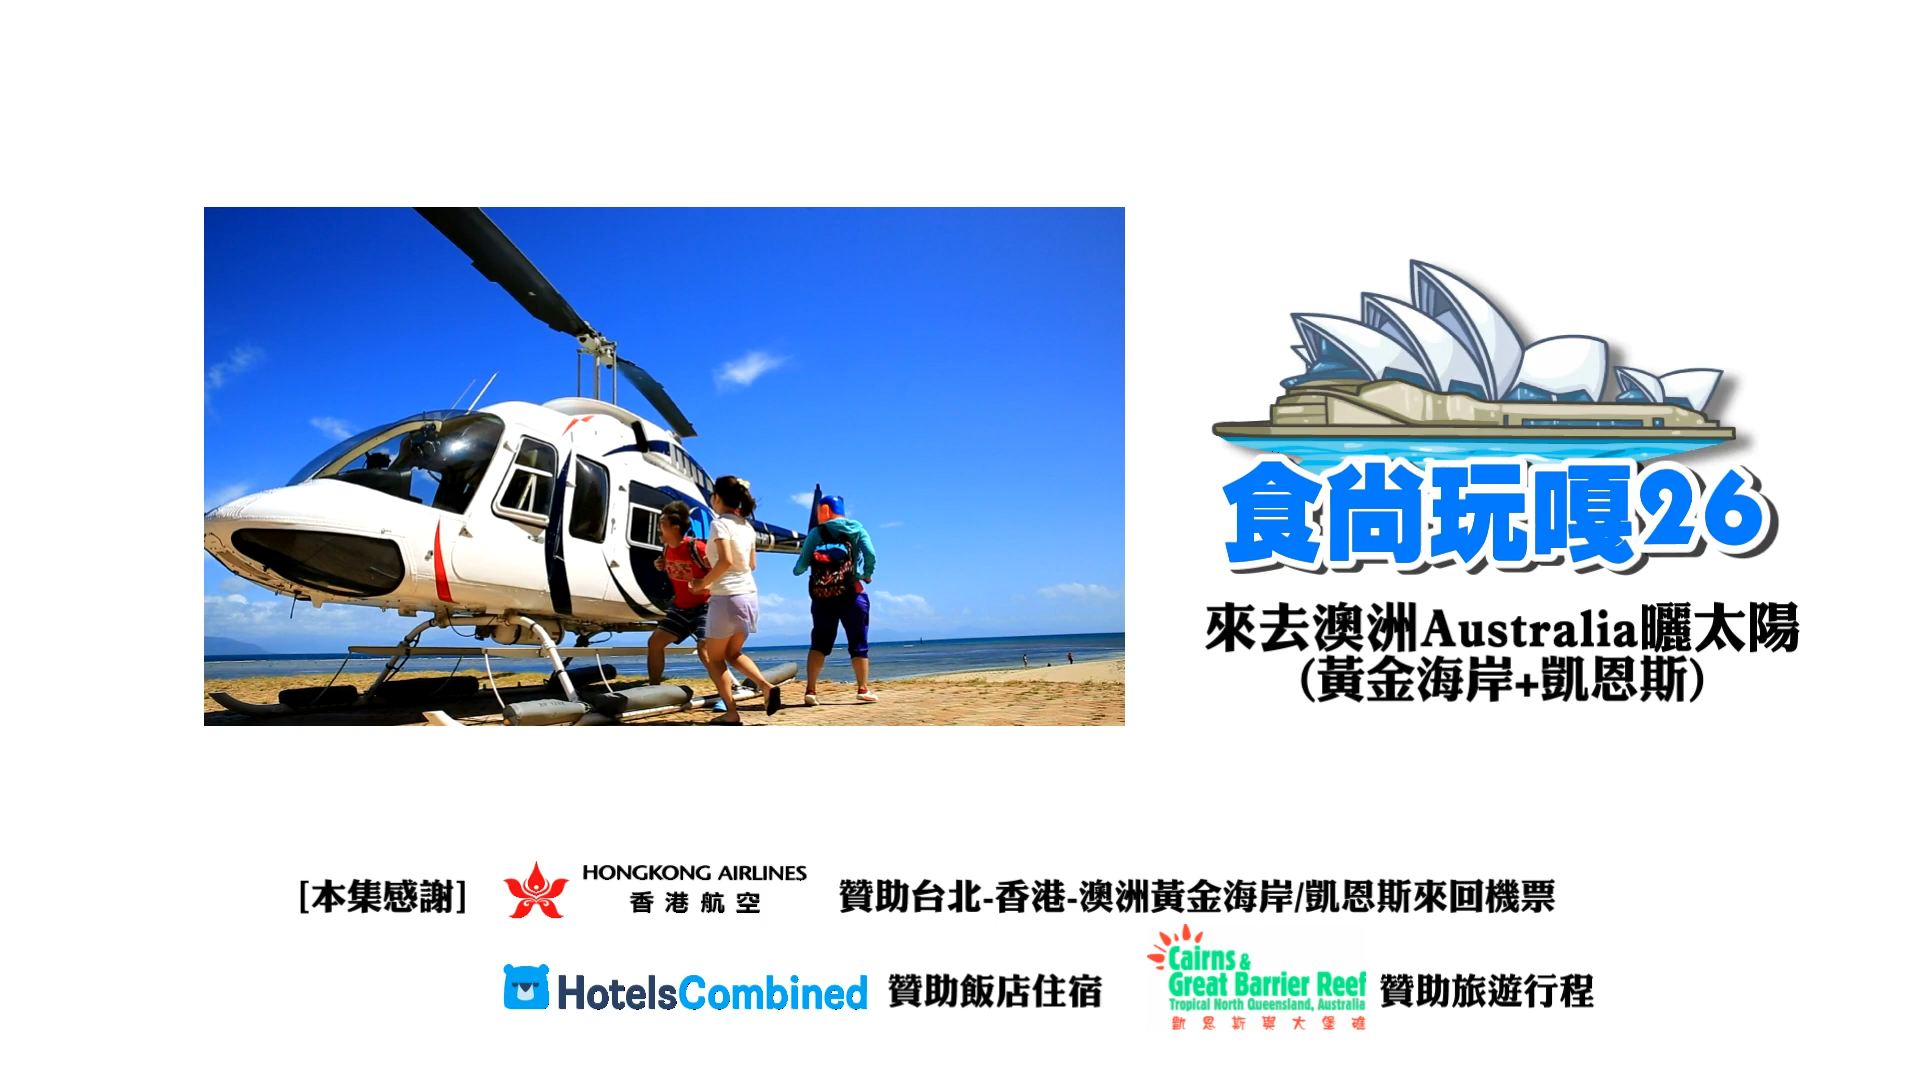 食尚玩嘎26
來去澳洲Australia曬太陽
(黃金海岸+凱恩斯)
[本集感謝] HONGKONG AIRLINES 香港航空 贊助台北-香港-澳洲黃金海岸/凱恩斯來回機票
HotelsCombined 贊助飯店住宿
Cairns &
Great Barrier Reef
Tropical North Queensland, Australia
凱恩斯與大堡礁
贊助旅遊行程